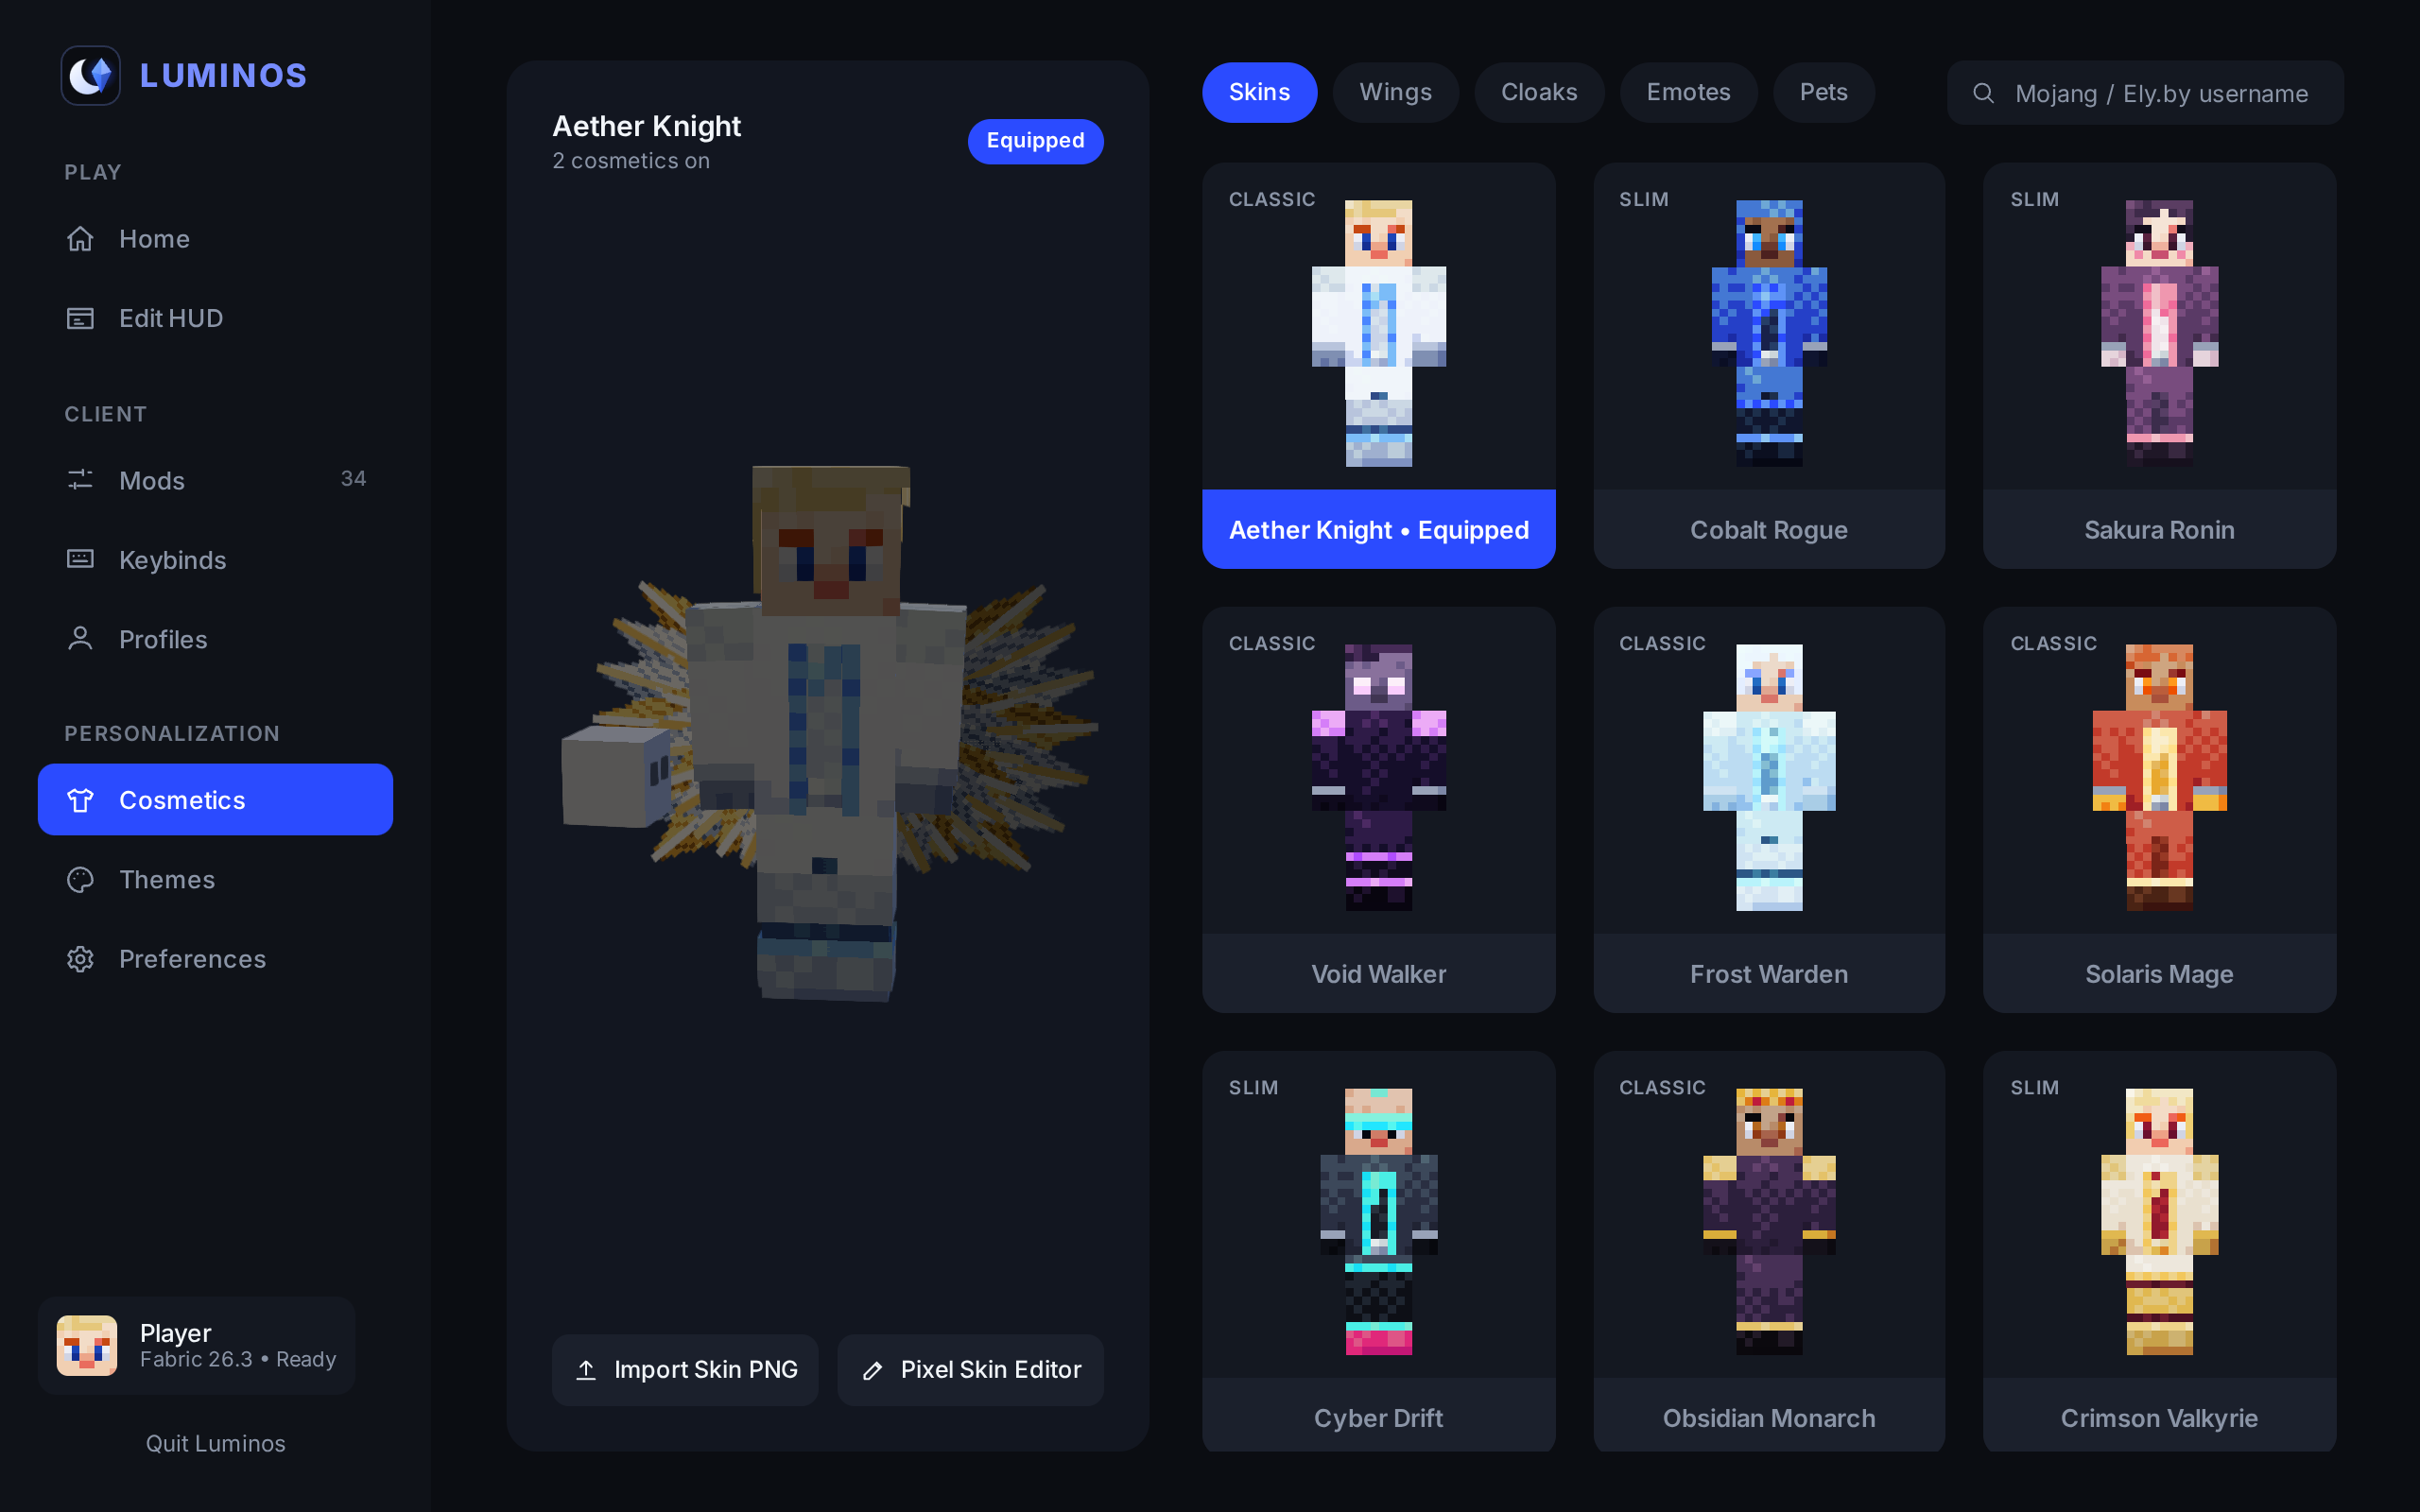 LUMINOS
PLAY
Home
Edit HUD
CLIENT
Mods 34
Keybinds
Profiles
PERSONALIZATION
Cosmetics
Themes
Preferences
Player
Fabric 26.3 • Ready
Quit Luminos
Aether Knight
2 cosmetics on
Equipped
Import Skin PNG
Pixel Skin Editor
Skins Wings Cloaks Emotes Pets
Mojang / Ely.by username
CLASSIC
Aether Knight • Equipped
SLIM
Cobalt Rogue
SLIM
Sakura Ronin
CLASSIC
Void Walker
CLASSIC
Frost Warden
CLASSIC
Solaris Mage
SLIM
Cyber Drift
CLASSIC
Obsidian Monarch
SLIM
Crimson Valkyrie